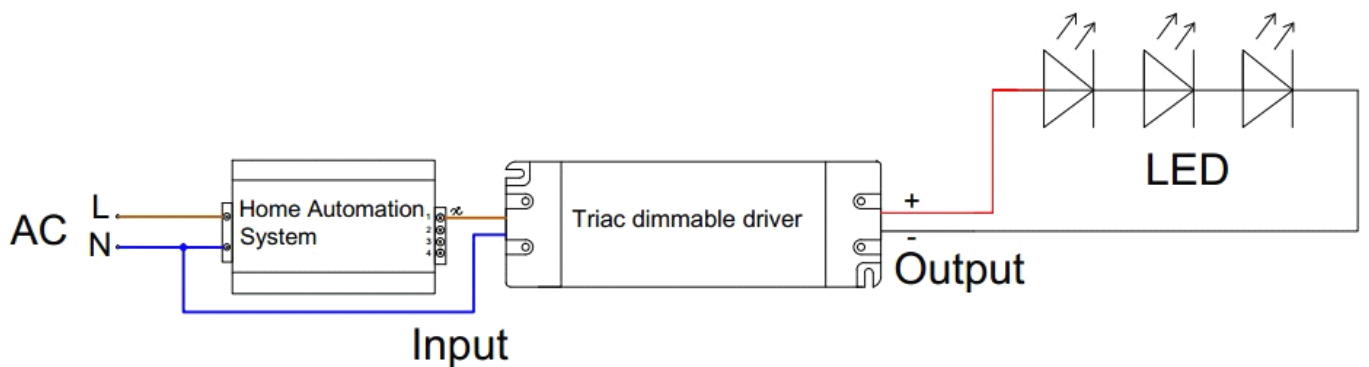 AC
L
N
Home Automation
System
1
2
3
4
Input
Triac dimmable driver
+
-
Output
LED